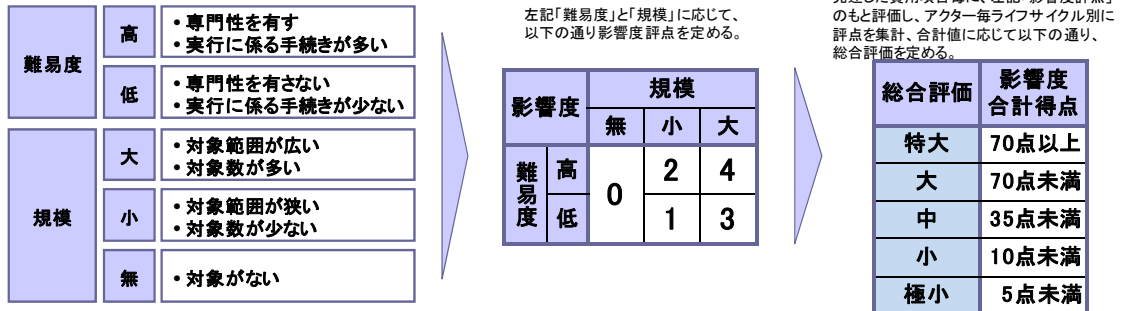 難易度
高
・専門性を有す
・実行に係る手続きが多い
低
・専門性を有さない
・実行に係る手続きが少ない
規模
大
・対象範囲が広い
・対象数が多い
小
・対象範囲が狭い
・対象数が少ない
無
・対象がない
左記「難易度」と「規模」に応じて、
以下の通り影響度評点を定める。
影響度
規模
無
小
大
難易度
高
0
2
4
低
1
3
のもと評価し、アクター毎ライフサイクル別に
評点を集計、合計値に応じて以下の通り、
総合評価を定める。
総合評価
影響度
合計得点
特大
70点以上
大
70点未満
中
35点未満
小
10点未満
極小
5点未満